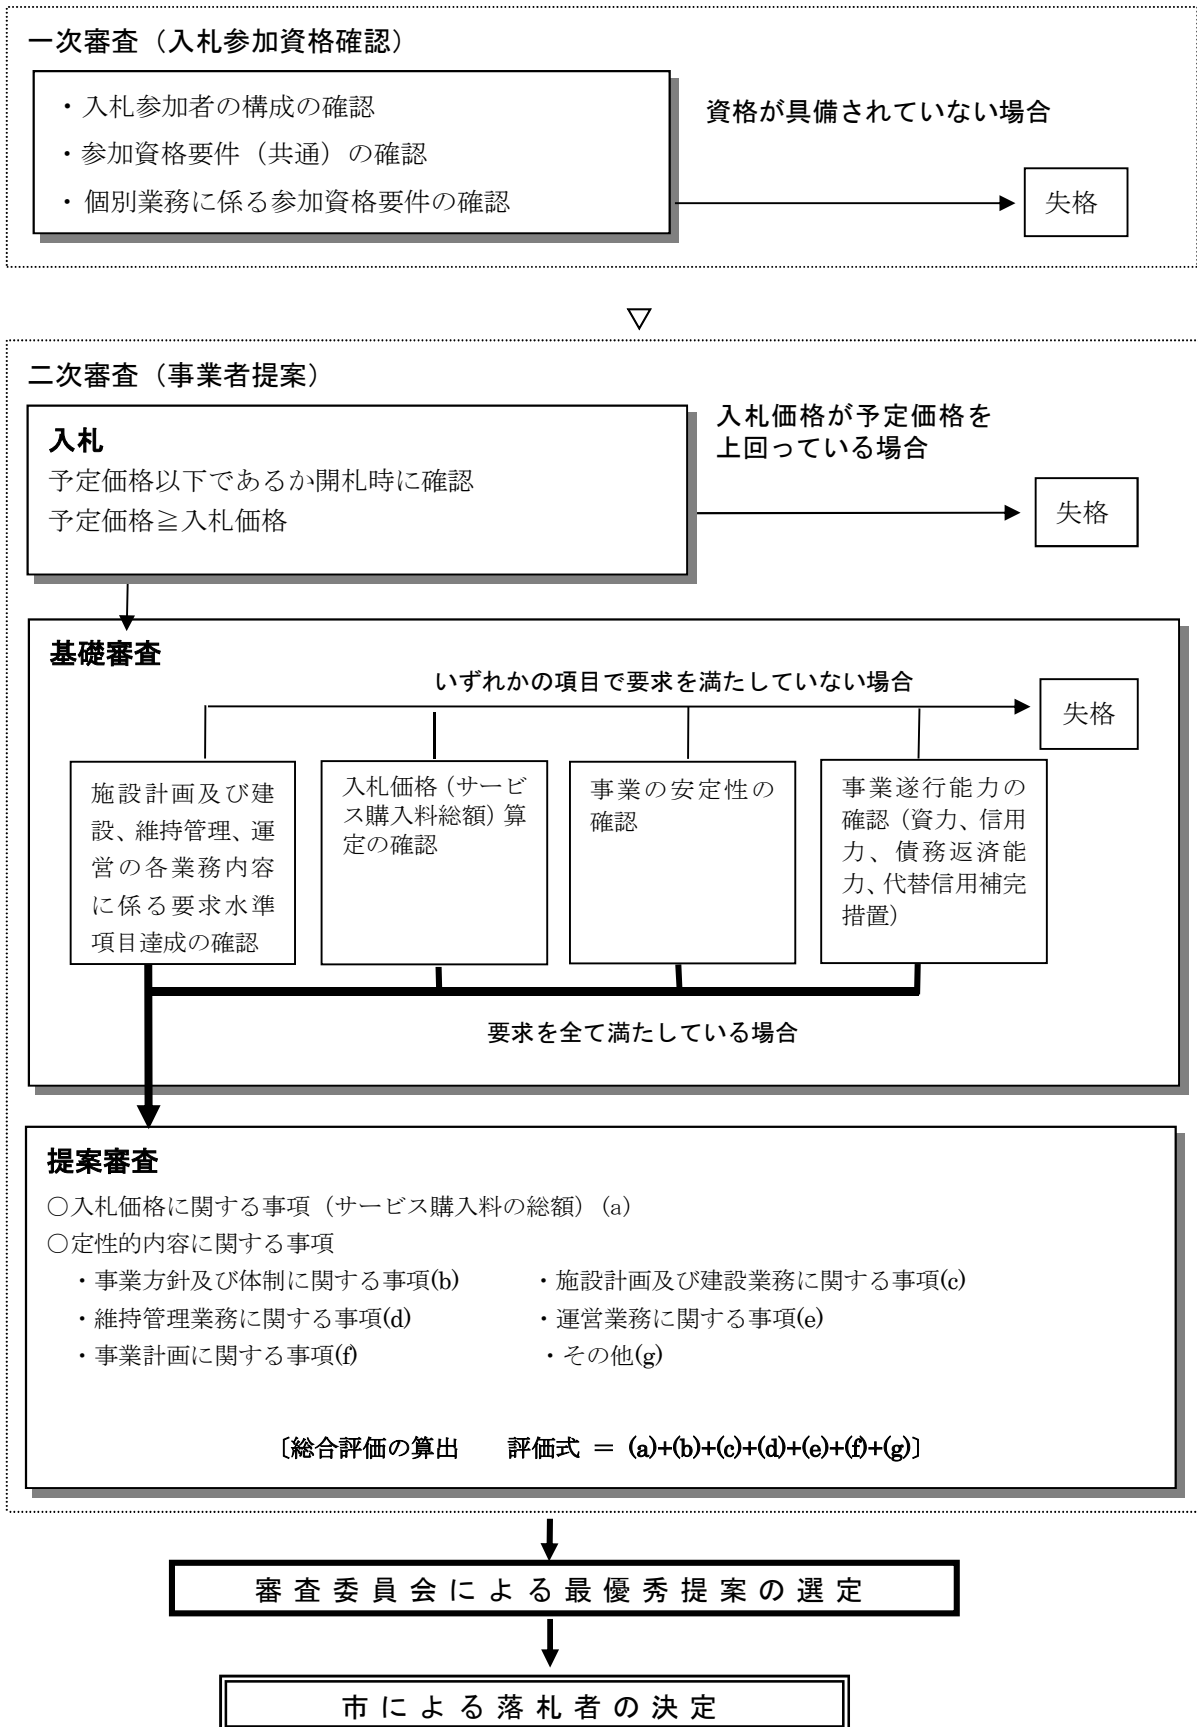 一次審査（入札参加資格確認）
・入札参加者の構成の確認
・参加資格要件（共通）の確認
・個別業務に係る参加資格要件の確認
資格が具備されていない場合
失格
▽
二次審査（事業者提案）
入札
予定価格以下であるか開札時に確認
予定価格≧入札価格
入札価格が予定価格を
上回っている場合
失格
基礎審査
いずれかの項目で要求を満たしていない場合
失格
施設計画及び建
設、維持管理、運
営の各業務内容
に係る要求水準
項目達成の確認
入札価格（サービ
ス購入料総額）算
定の確認
事業の安定性の
確認
事業遂行能力の
確認（資力、信用
力、債務返済能
力、代替信用補完
措置）
要求を全て満たしている場合
提案審査
○入札価格に関する事項（サービス購入料の総額）(a)
○定性的内容に関する事項
・事業方針及び体制に関する事項(b) ・施設計画及び建設業務に関する事項(c)
・維持管理業務に関する事項(d) ・運営業務に関する事項(e)
・事業計画に関する事項(f) ・その他(g)
〔総合評価の算出　評価式 ＝ (a)+(b)+(c)+(d)+(e)+(f)+(g)〕
審査委員会による最優秀提案の選定
市による落札者の決定